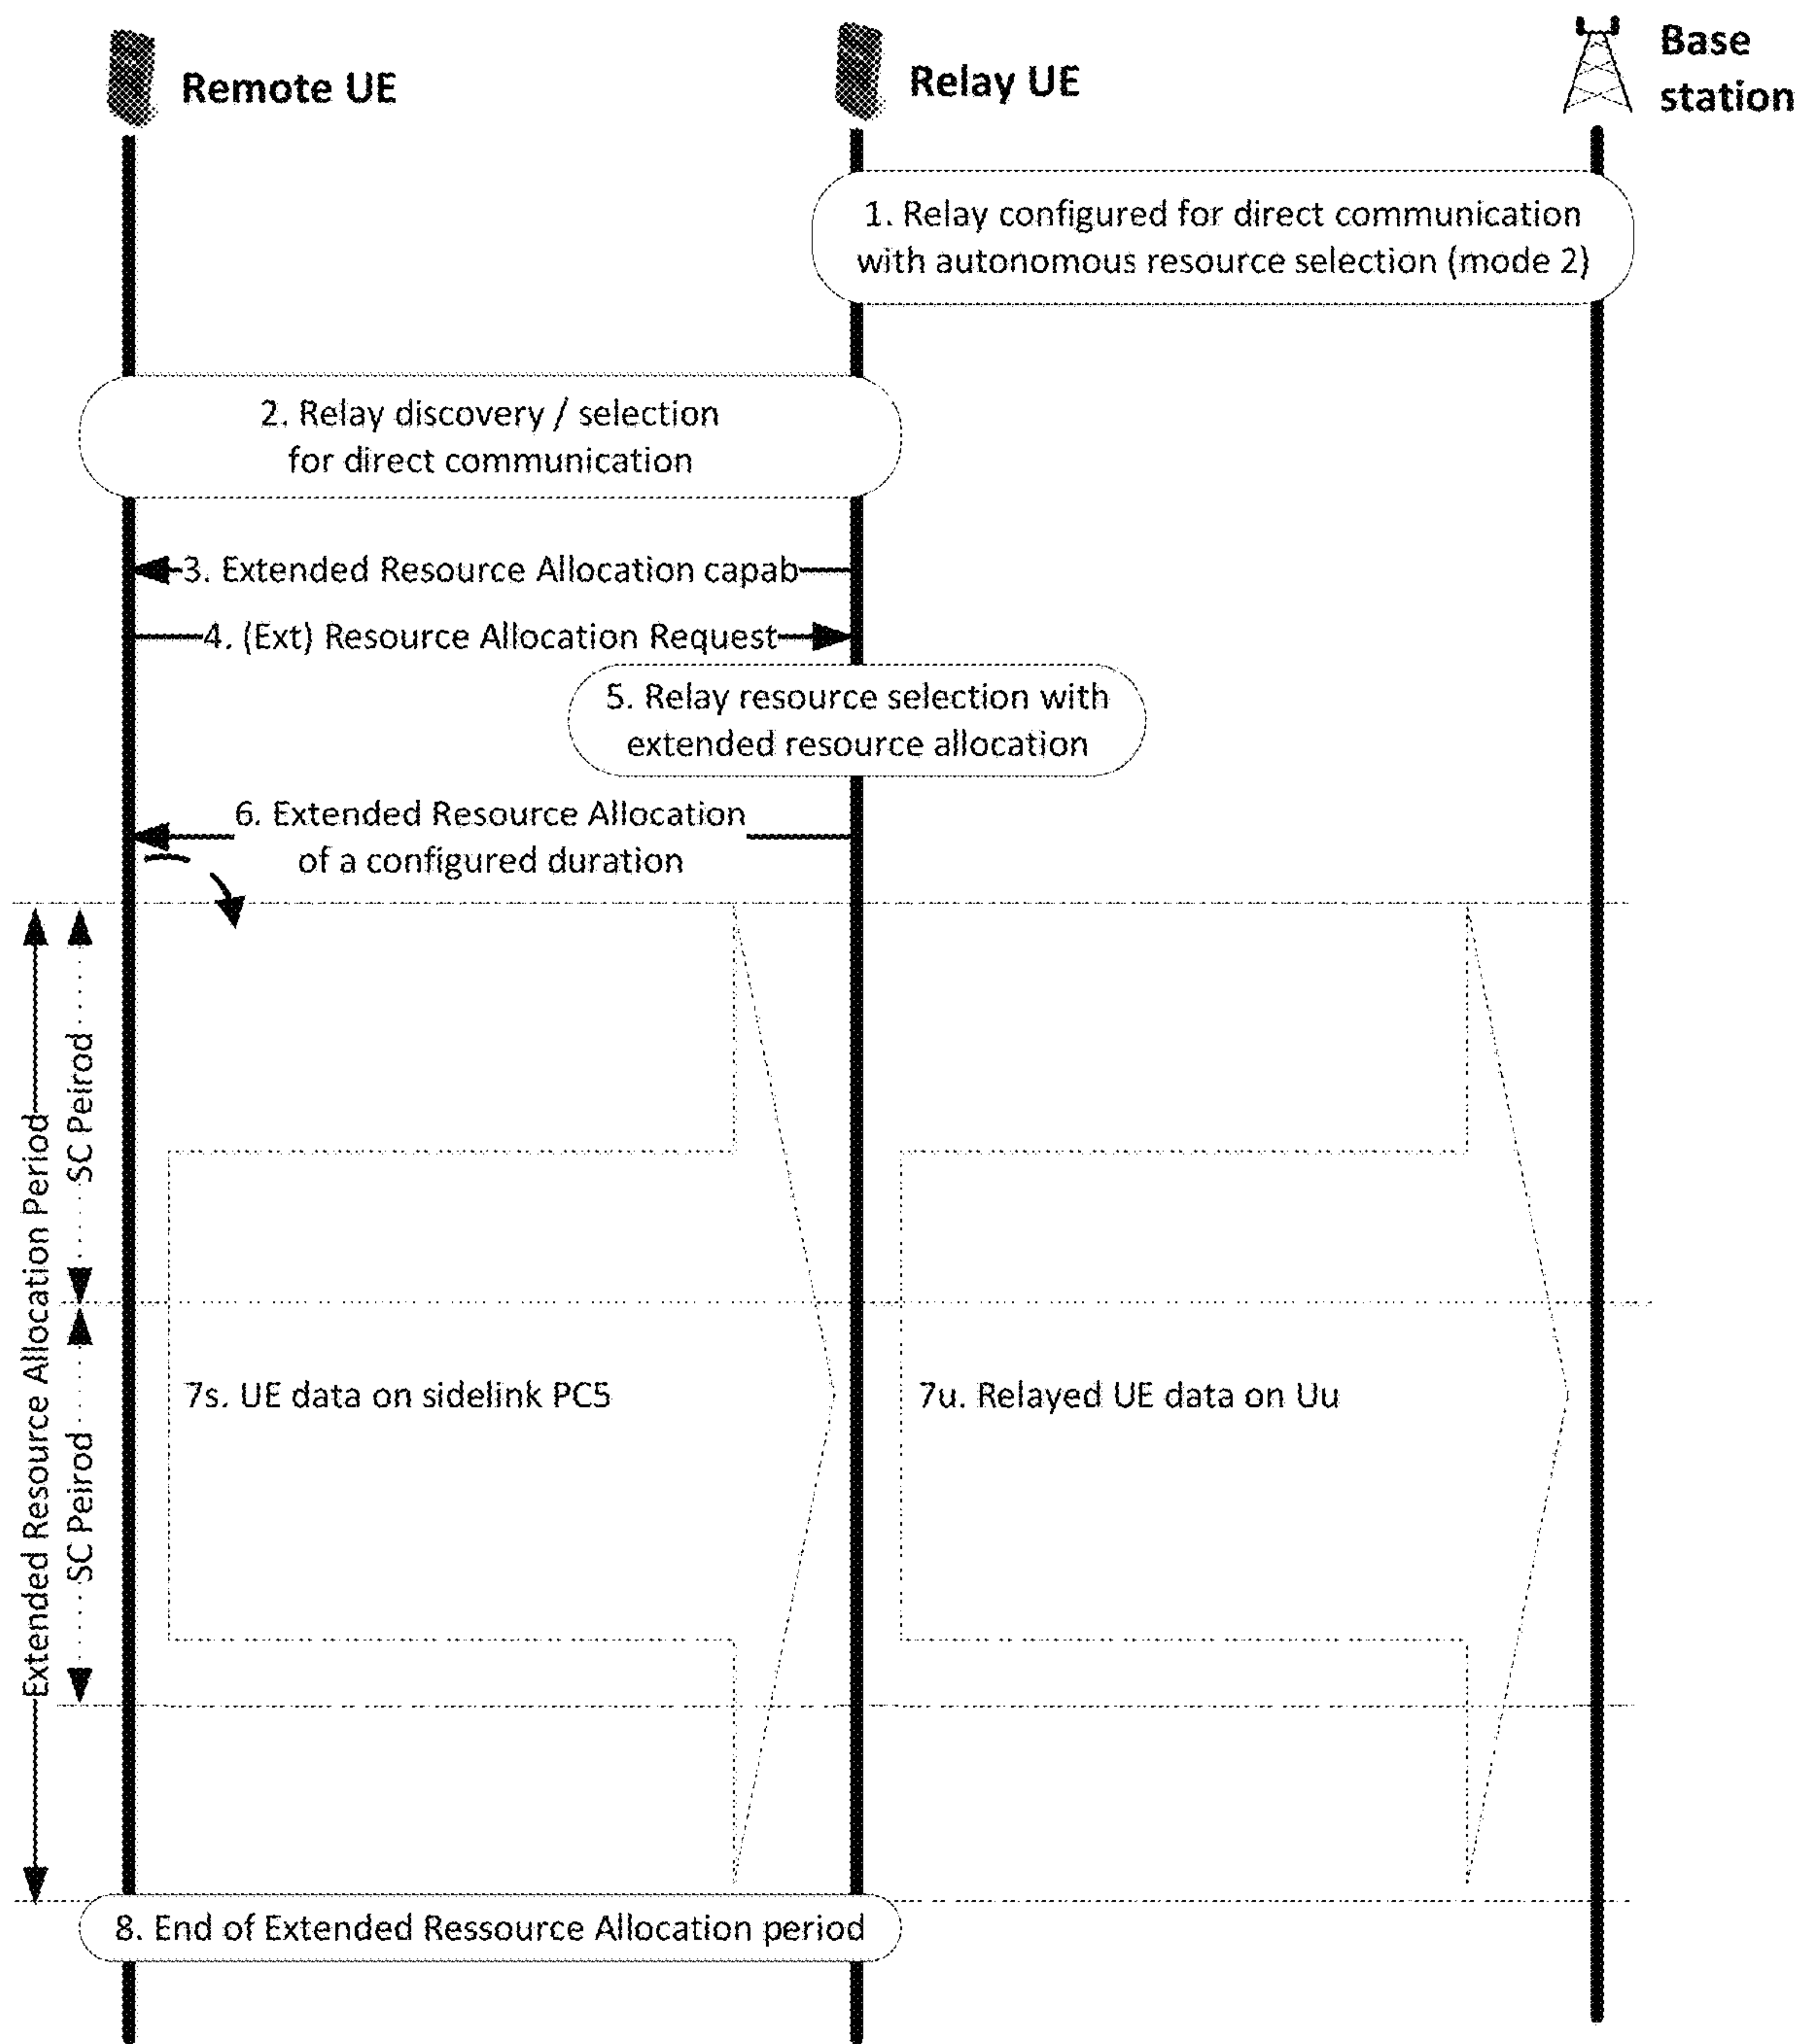 Remote UE
Relay UE
Base
station
1. Relay configured for direct communication
with autonomous resource selection (mode 2)
2. Relay discovery / selection
for direct communication
3. Extended Resource Allocation capab
4. (Ext) Resource Allocation Request
5. Relay resource selection with
extended resource allocation
6. Extended Resource Allocation
of a configured duration
Extended Resource Allocation Period
SC Peirod
SC Peirod
7s. UE data on sidelink PC5
7u. Relayed UE data on Uu
8. End of Extended Ressource Allocation period